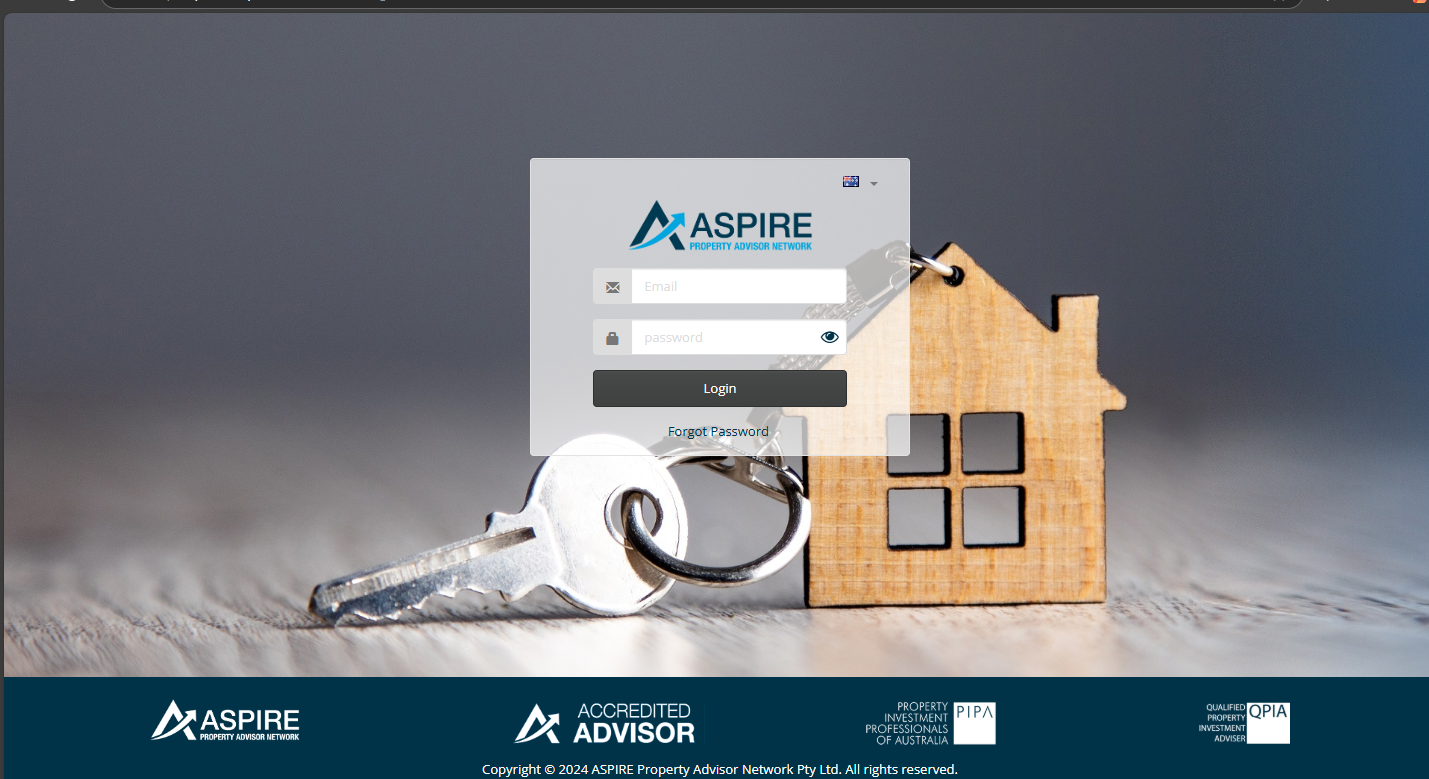 ASPIRE
PROPERTY ADVISOR NETWORK
Email
password
Login
Forgot Password
ASPIRE
PROPERTY ADVISOR NETWORK
ACCREDITED
ADVISOR
PROPERTY
INVESTMENT
PROFESSIONALS
OF AUSTRALIA
PIPA
QUALIFIED
PROPERTY
INVESTMENT
ADVISER
QPIA
Copyright © 2024 ASPIRE Property Advisor Network Pty Ltd. All rights reserved.